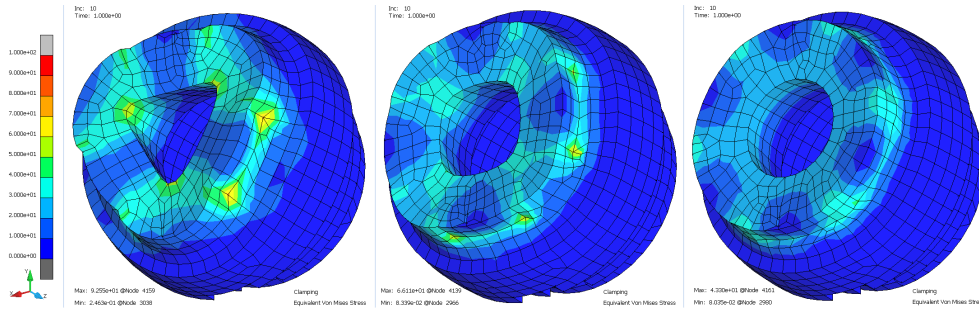 Inc: 10
Time: 1.000e+00
1.000e+02
9.000e+01
8.000e+01
7.000e+01
6.000e+01
5.000e+01
4.000e+01
3.000e+01
2.000e+01
1.000e+01
0.000e+00
Y
X
Z
Max: 9.255e+01 @Node 4159
Min: 2.463e-01 @Node 3038
Clamping
Equivalent Von Mises Stress
Inc: 10
Time: 1.000e+00
Max: 6.611e+01 @Node 4139
Min: 8.339e-02 @Node 2966
Clamping
Equivalent Von Mises Stress
Inc: 10
Time: 1.000e+00
Max: 4.330e+01 @Node 4161
Min: 8.035e-02 @Node 2980
Clamping
Equivalent Von Mises Stress